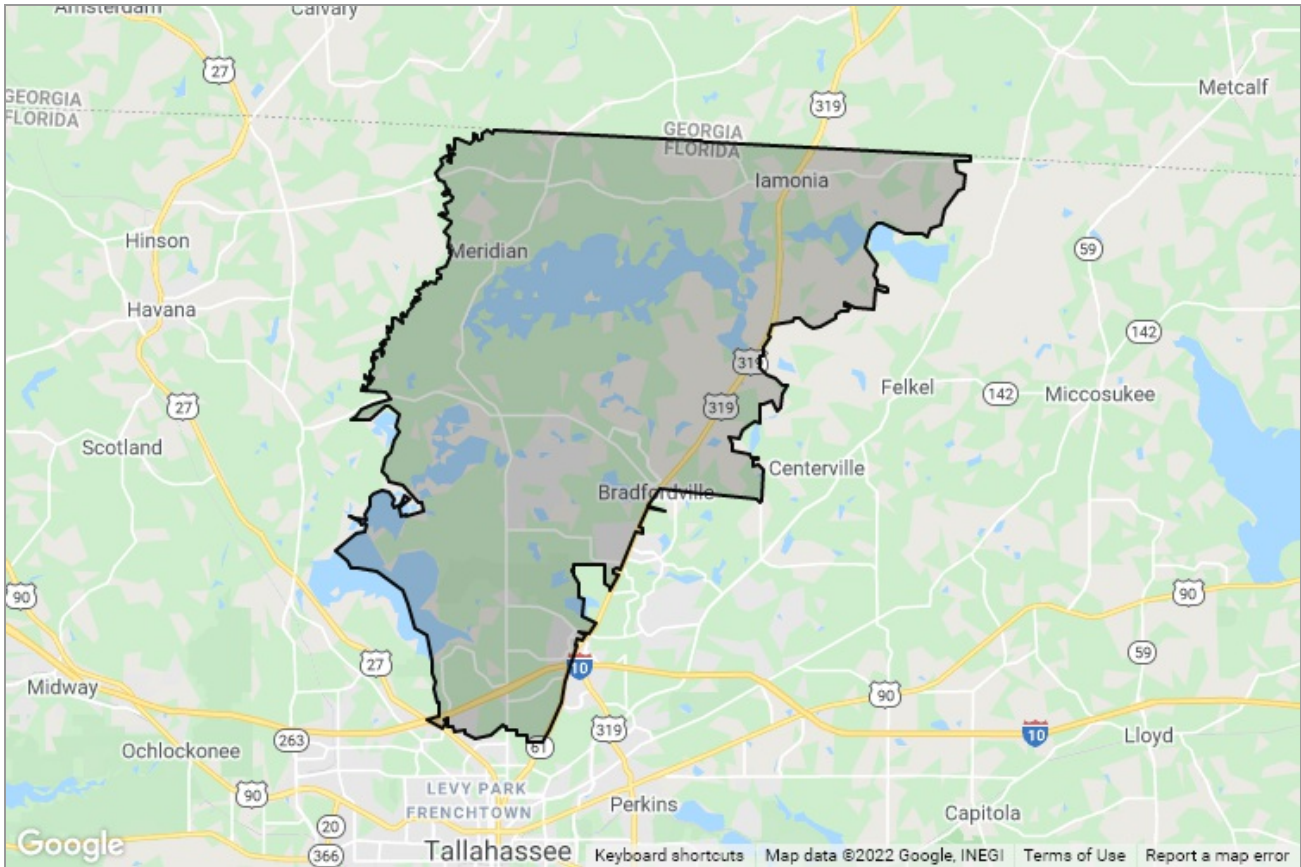 Amsterdam
Calvary
27
GEORGIA
FLORIDA
319
Metcalf
GEORGIA
FLORIDA
Iamonia
Hinson
Meridian
59
Havana
142
319
Felkel
142
Miccosukee
27
319
Scotland
Centerville
Bradfordville
90
90
27
10
59
Midway
90
263
Ochlockonee
61
319
10
Lloyd
LEVY PARK
FRENCHTOWN
90
Perkins
Capitola
20
366
Tallahassee
Google
Keyboard shortcuts
Map data ©2022 Google, INEGI
Terms of Use
Report a map error